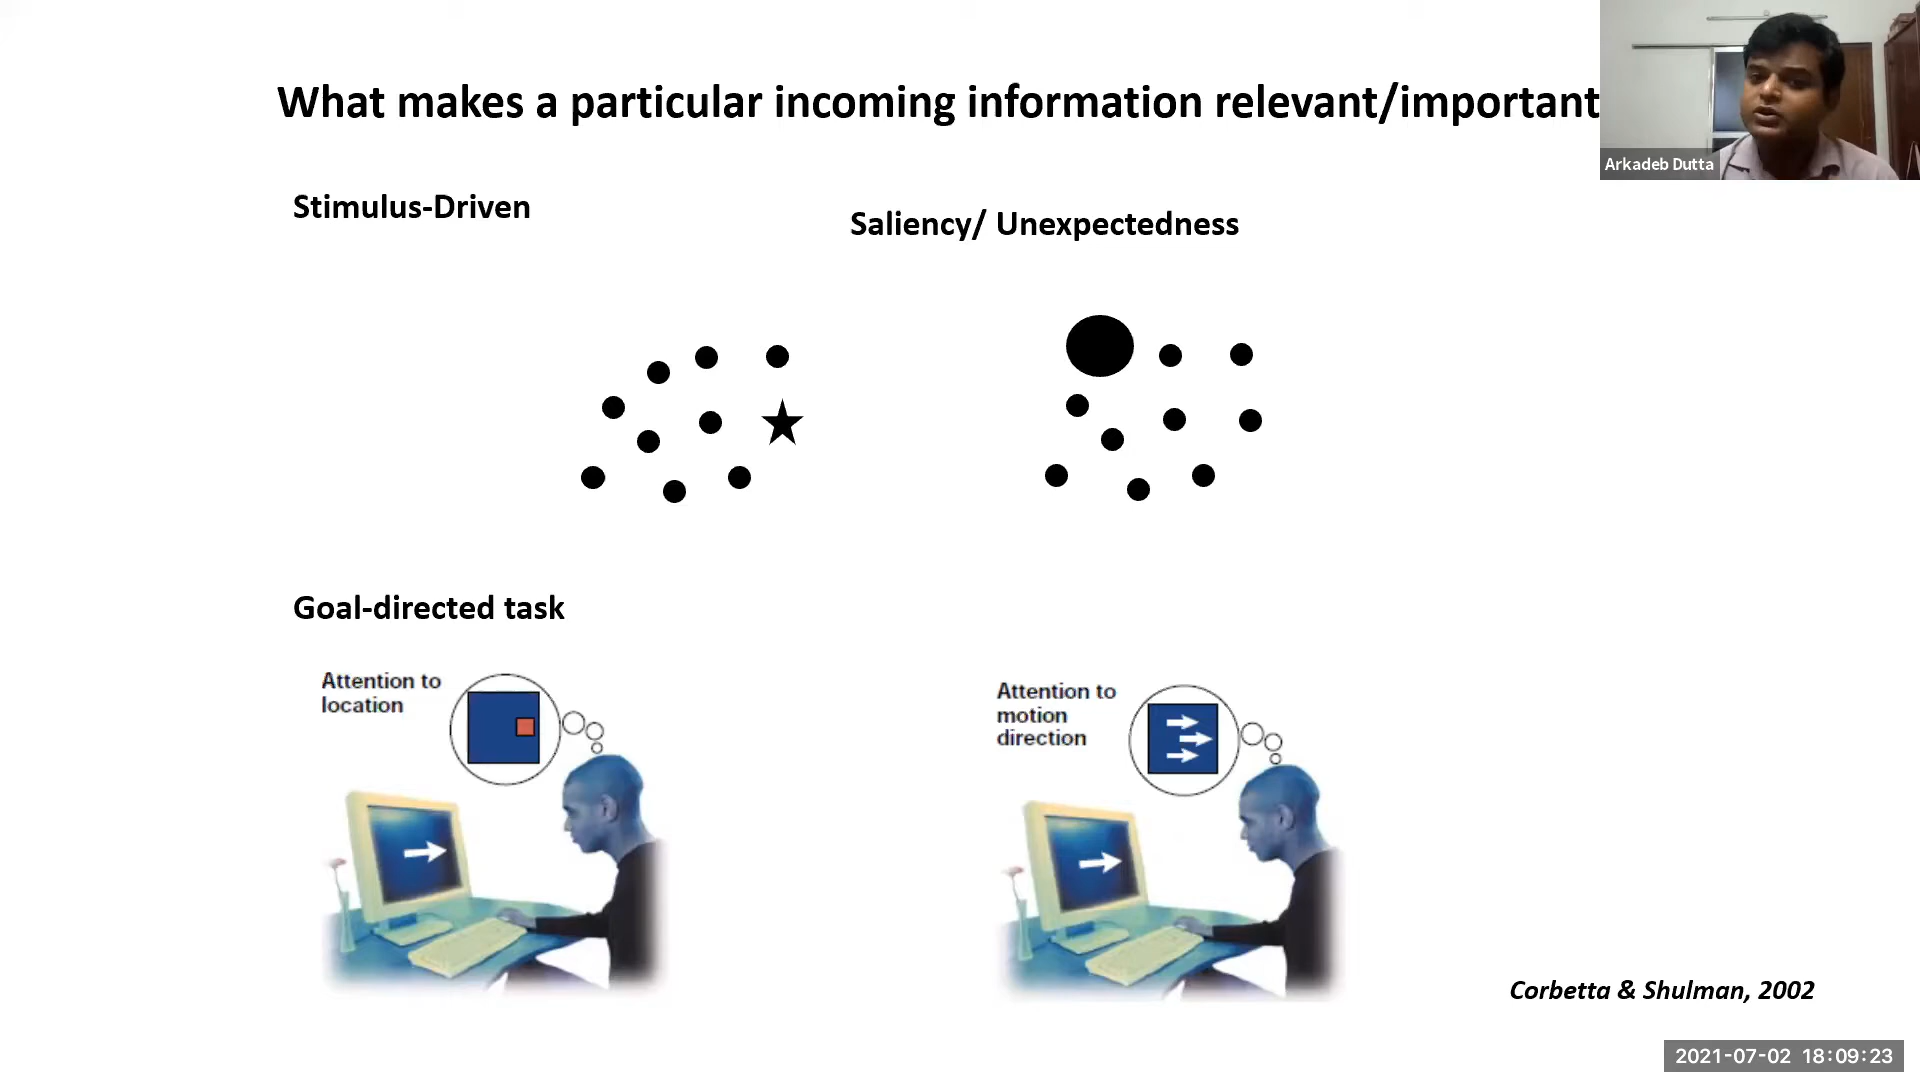 What makes a particular incoming information relevant/important
Arkadeb Dutta
Stimulus-Driven
Saliency/ Unexpectedness
Goal-directed task
Attention to
location
Attention to
motion
direction
Corbetta & Shulman, 2002
2021-07-02 18:09:23